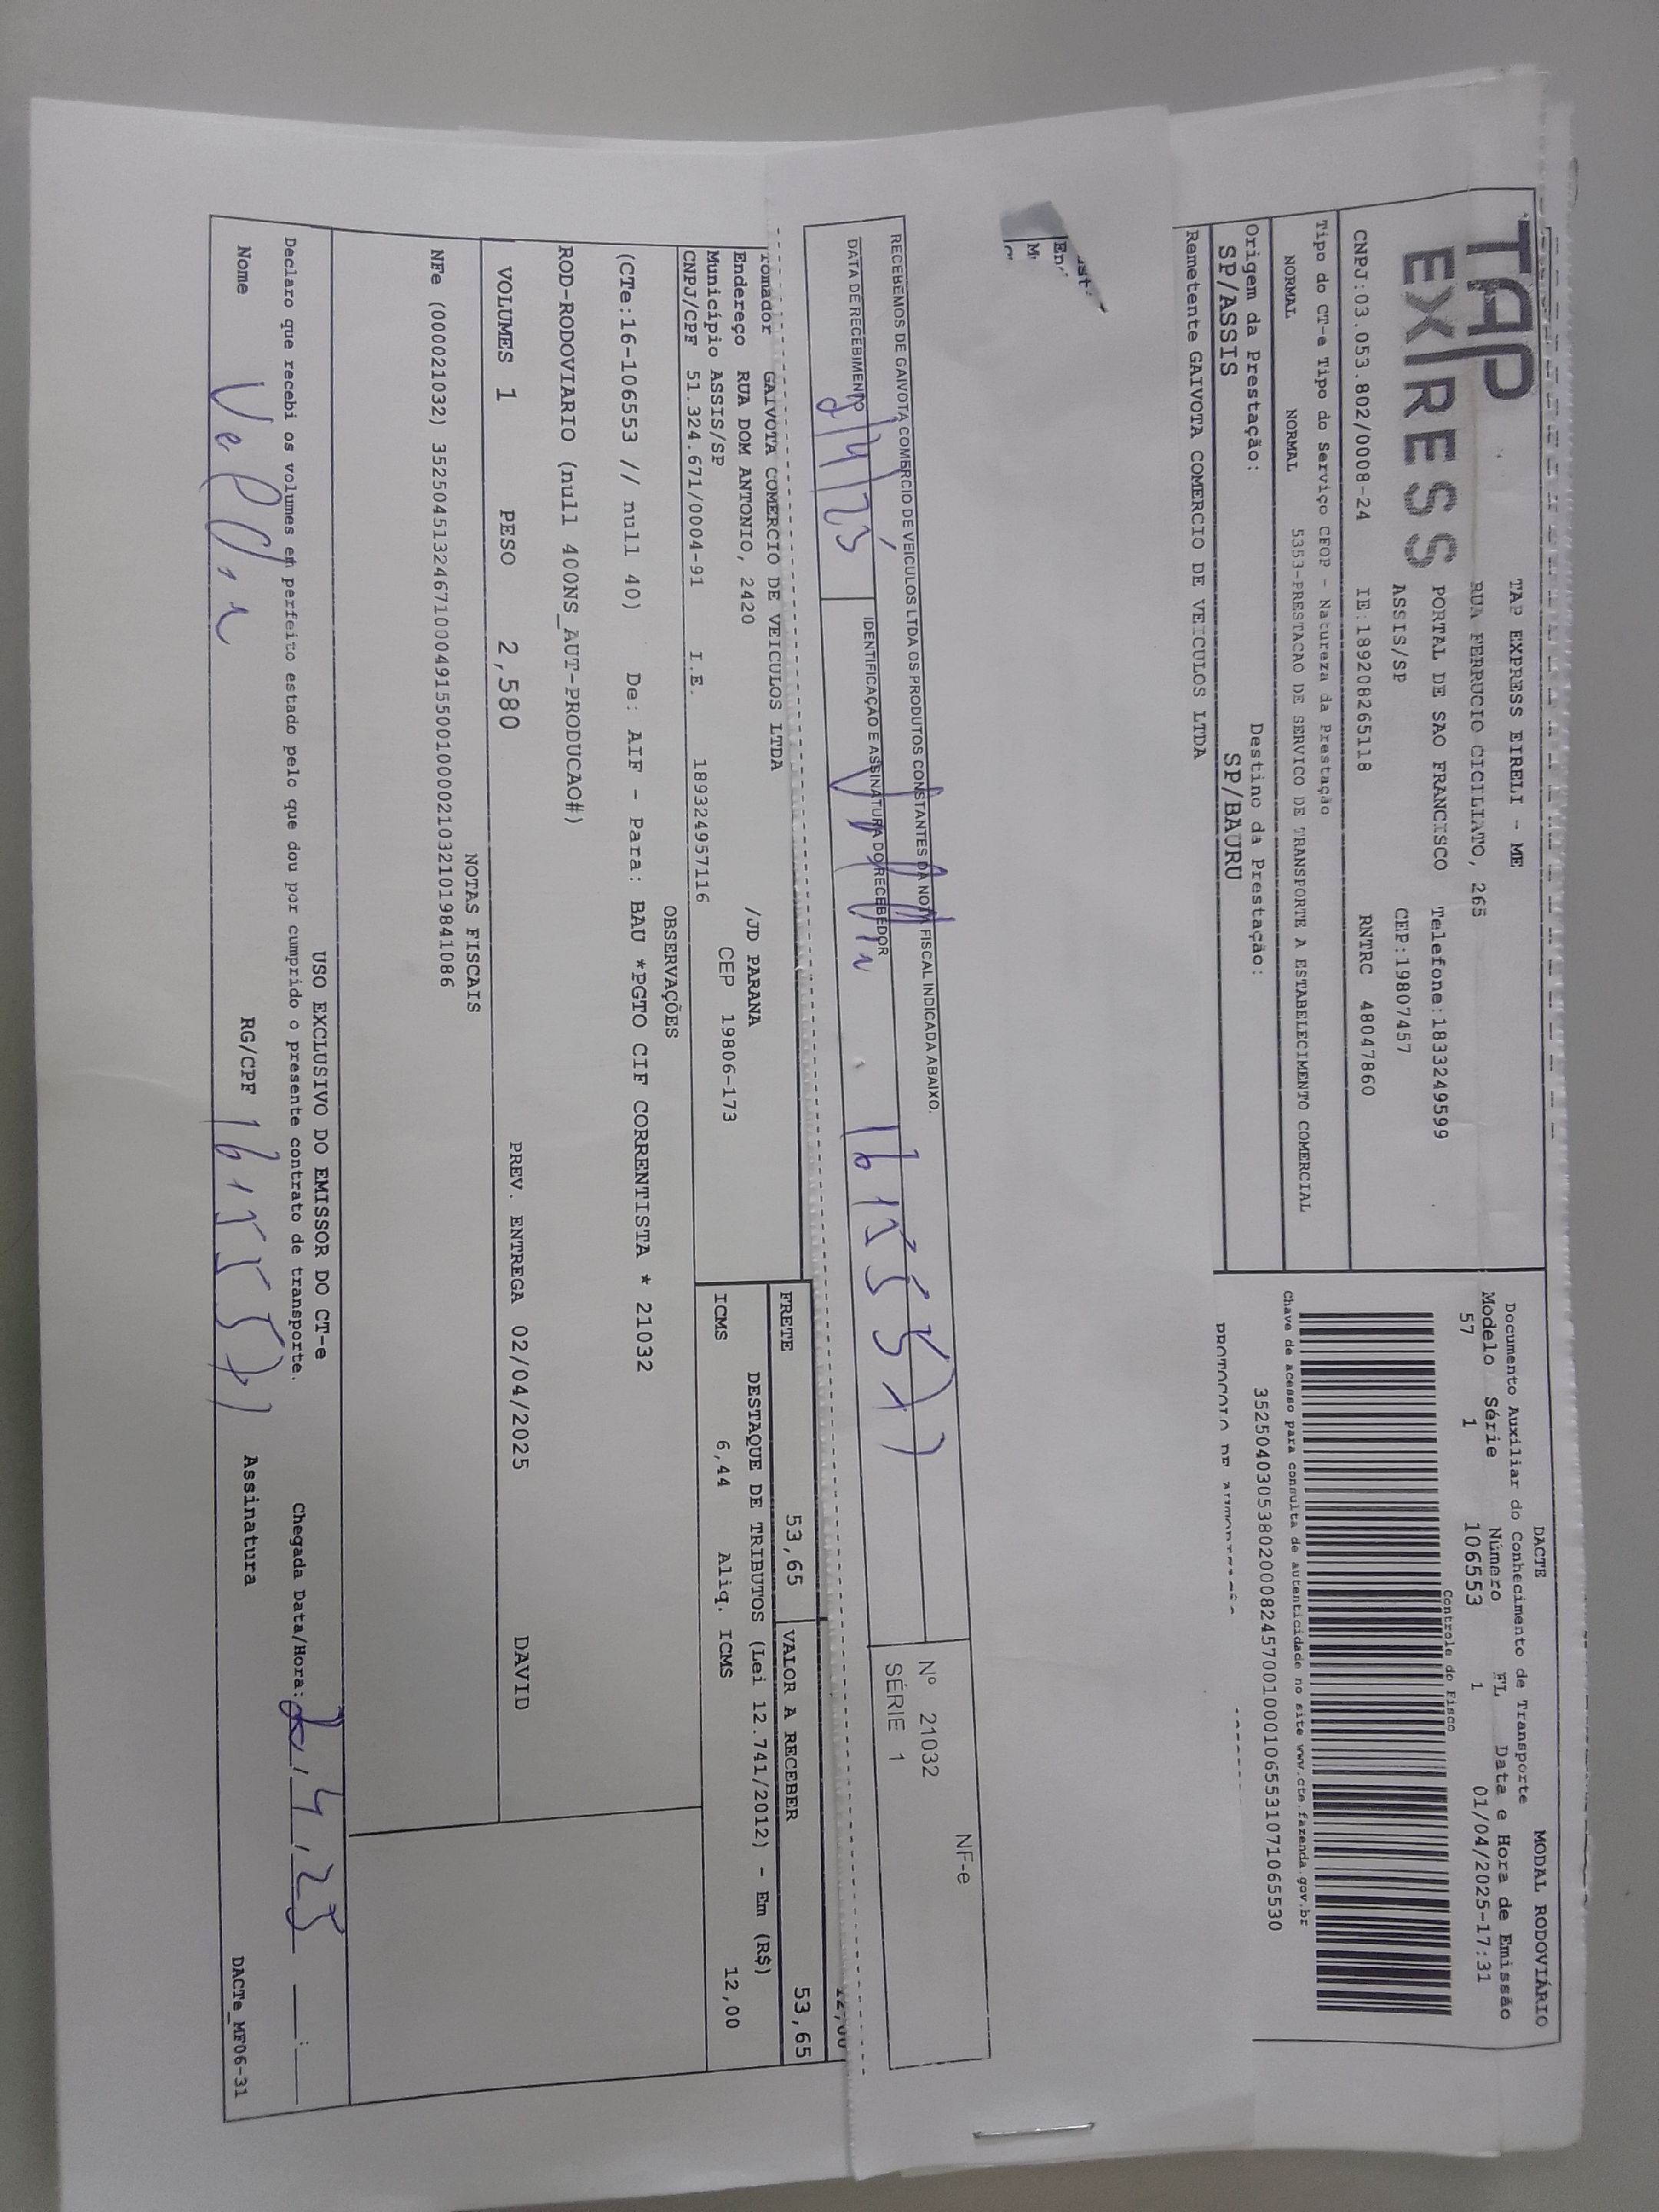 TAP EXPRESS
TAP EXPRESS EIRELI - ME
RUA FERRUCIO CICILIATO, 265
PORTAL DE SAO FRANCISCO Telefone:1833249599
ASSIS/SP CEP:19807457
CNPJ:03.053.802/0008-24 IE:189208265118 RNTRC 48047860
Tipo do CT-e Tipo do Serviço CFOP - Natureza da Prestação
NORMAL NORMAL 5353-PRESTACAO DE SERVICO DE TRANSPORTE A ESTABELECIMENTO COMERCIAL
Origem da Prestação: Destino da Prestação:
SP/ASSIS SP/BAURU
Remetente GAIVOTA COMERCIO DE VEICULOS LTDA
DACTE MODAL RODOVIÁRIO
Documento Auxiliar do Conhecimento de Transporte
Modelo Série Número FL Data e Hora de Emissão
57 1 106553 1 01/04/2025-17:31
Controle do Fisco
Chave de acesso para consulta de autenticidade no site www.cte.fazenda.gov.br
35250403053802000824570010001065531071065530
PROTOCOLO DE
RECEBEMOS DE GAIVOTA COMERCIO DE VEICULOS LTDA OS PRODUTOS CONSTANTES DA NOTA FISCAL INDICADA ABAIXO.
DATA DE RECEBIMENTO IDENTIFICAÇÃO E ASSINATURA DO RECEBEDOR
2/4/25
NF-e
Nº 21032
SÉRIE 1
Tomador GAIVOTA COMERCIO DE VEICULOS LTDA
Endereço RUA DOM ANTONIO, 2420 /JD PARANA
Município ASSIS/SP CEP 19806-173
CNPJ/CPF 51.324.671/0004-91 I.E. 189324957116
FRETE 53,65 VALOR A RECEBER 53,65
DESTAQUE DE TRIBUTOS (Lei 12.741/2012) - Em (R$)
ICMS 6,44 Aliq. ICMS 12,00
OBSERVAÇÕES
(CTe:16-106553 // null 40) De: AIF - Para: BAU *PGTO CIF CORRENTISTA * 21032
ROD-RODOVIARIO (null 400NS_AUT-PRODUCAO#)
VOLUMES 1 PESO 2,580 PREV. ENTREGA 02/04/2025 DAVID
NOTAS FISCAIS
NFe (000021032) 35250451324671000491550010000210321019841086
USO EXCLUSIVO DO EMISSOR DO CT-e
Declaro que recebi os volumes em perfeito estado pelo que dou por cumprido o presente contrato de transporte. Chegada Data/Hora: 2/4/25
Nome RG/CPF Assinatura
DACTe_MF06-31